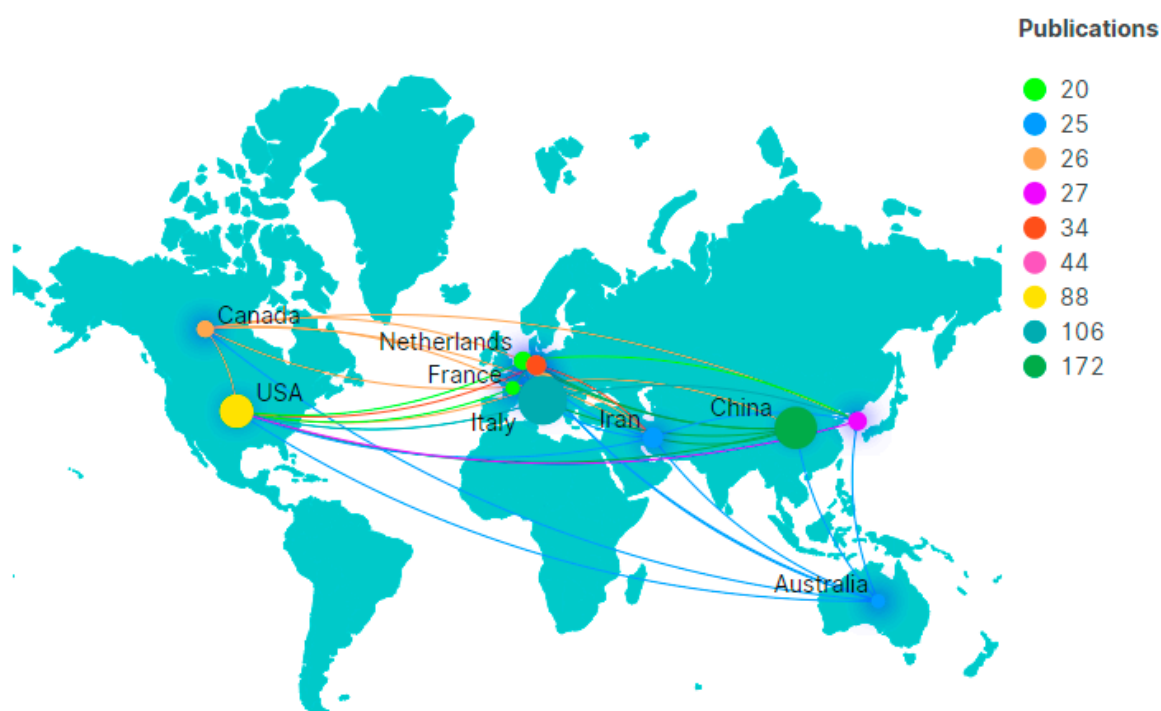 Publications
20
25
26
27
34
44
88
106
172
Canada
Netherlands
France
USA
Italy
Iran
China
Australia